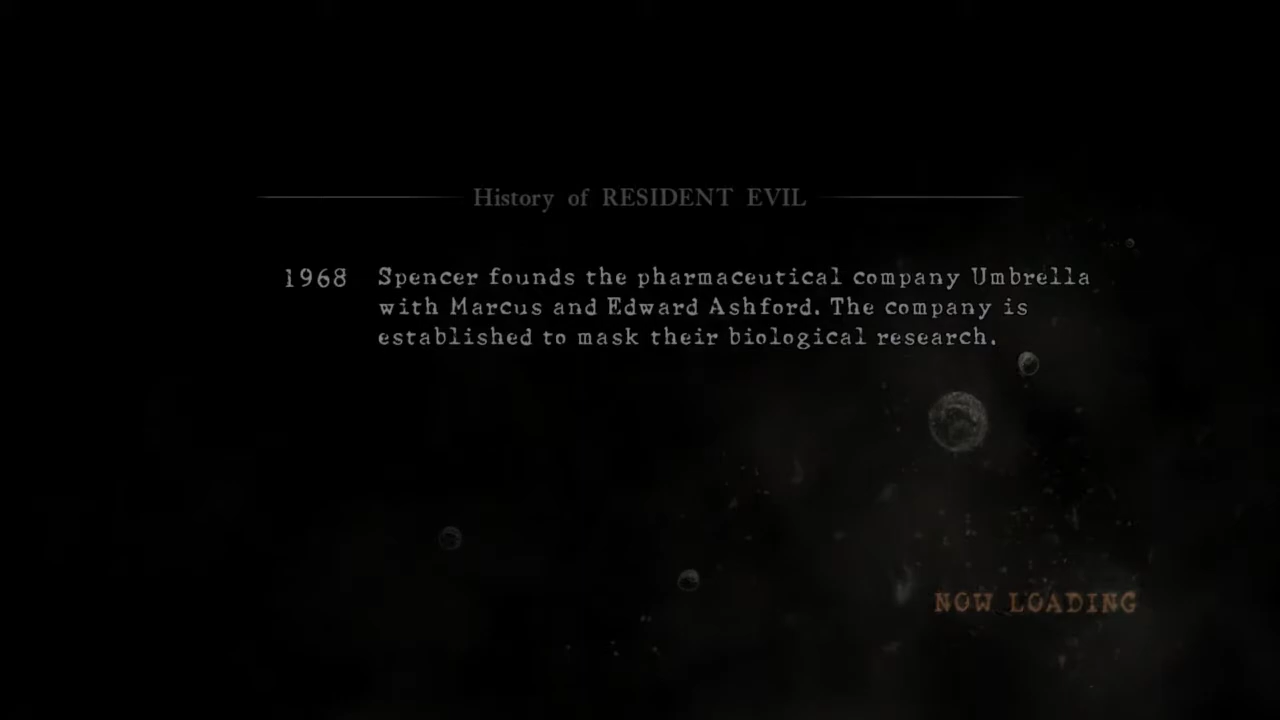 History of RESIDENT EVIL
1968 Spencer founds the pharmaceutical company Umbrella
with Marcus and Edward Ashford. The company is
established to mask their biological research.
NOW LOADING